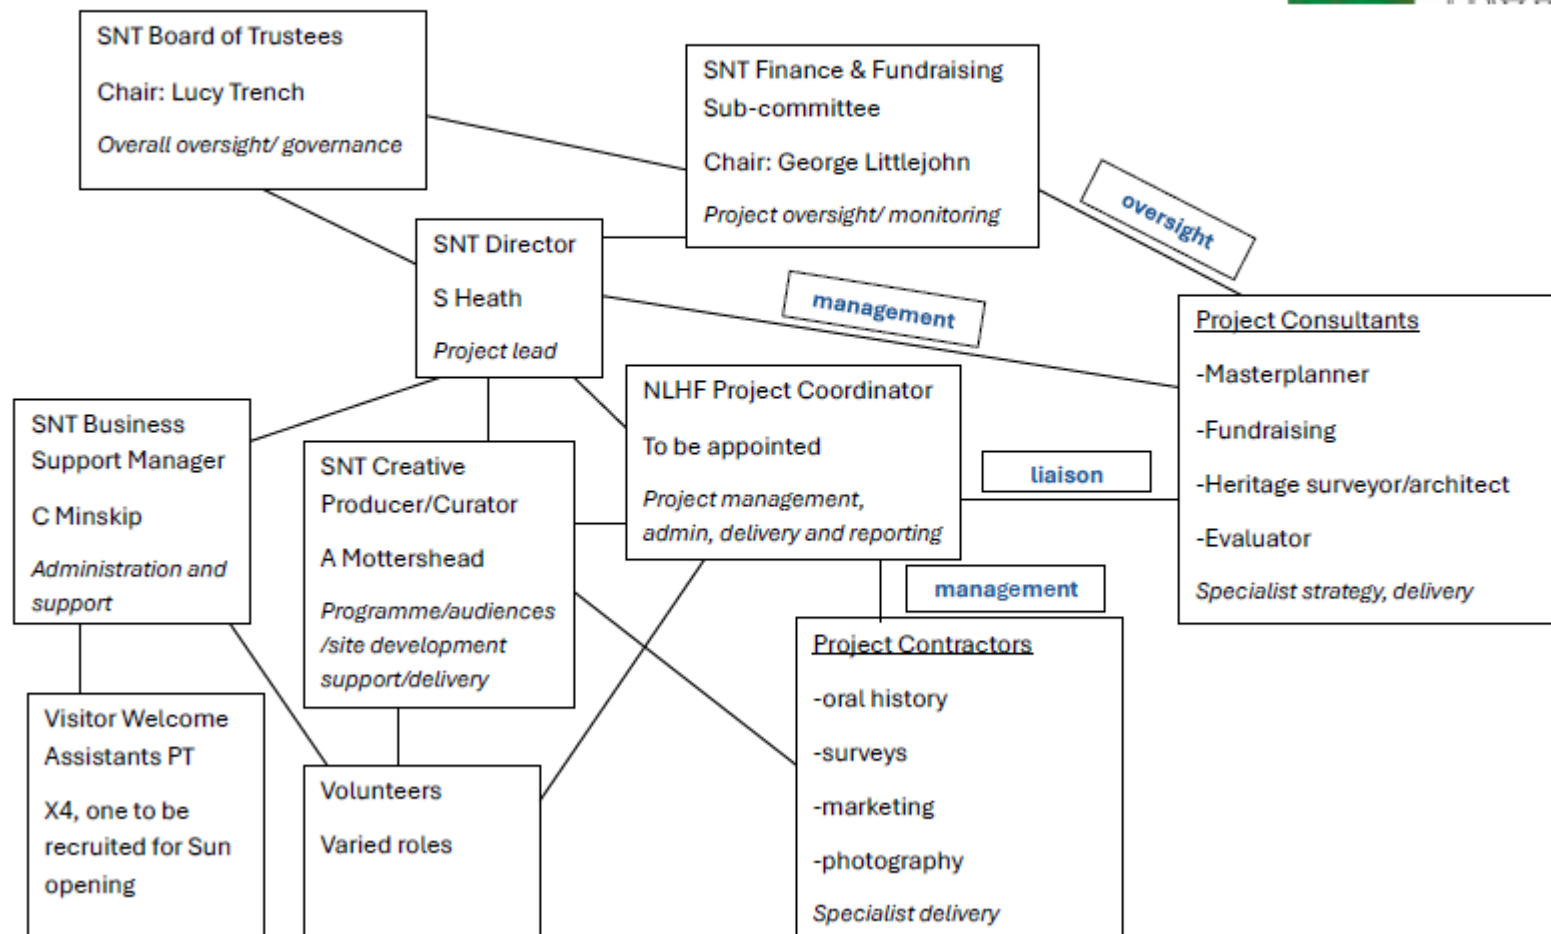 SNT Board of Trustees
Chair: Lucy Trench
Overall oversight/ governance
SNT Finance & Fundraising
Sub-committee
Chair: George Littlejohn
Project oversight/ monitoring
oversight
SNT Director
S Heath
Project lead
management
Project Consultants
-Masterplanner
-Fundraising
-Heritage surveyor/architect
-Evaluator
Specialist strategy, delivery
NLHF Project Coordinator
To be appointed
Project management,
admin, delivery and reporting
liaison
SNT Business
Support Manager
C Minskip
Administration and
support
SNT Creative
Producer/Curator
A Mottershead
Programme/audiences
/site development
support/delivery
management
Project Contractors
-oral history
-surveys
-marketing
-photography
Specialist delivery
Visitor Welcome
Assistants PT
X4, one to be
recruited for Sun
opening
Volunteers
Varied roles